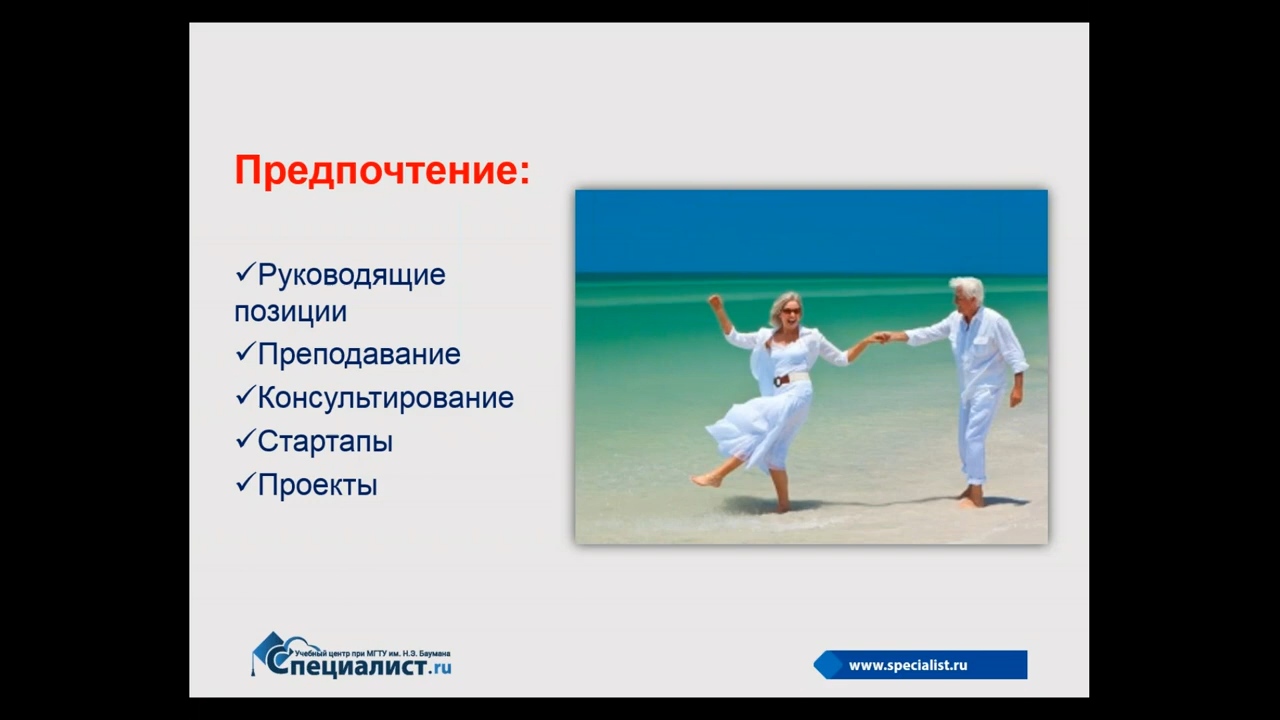 Предпочтение:
✓Руководящие
позиции
✓Преподавание
✓Консультирование
✓Стартапы
✓Проекты
Учебный центр при МГТУ им. Н.Э. Баумана
Специалист.ru
www.specialist.ru